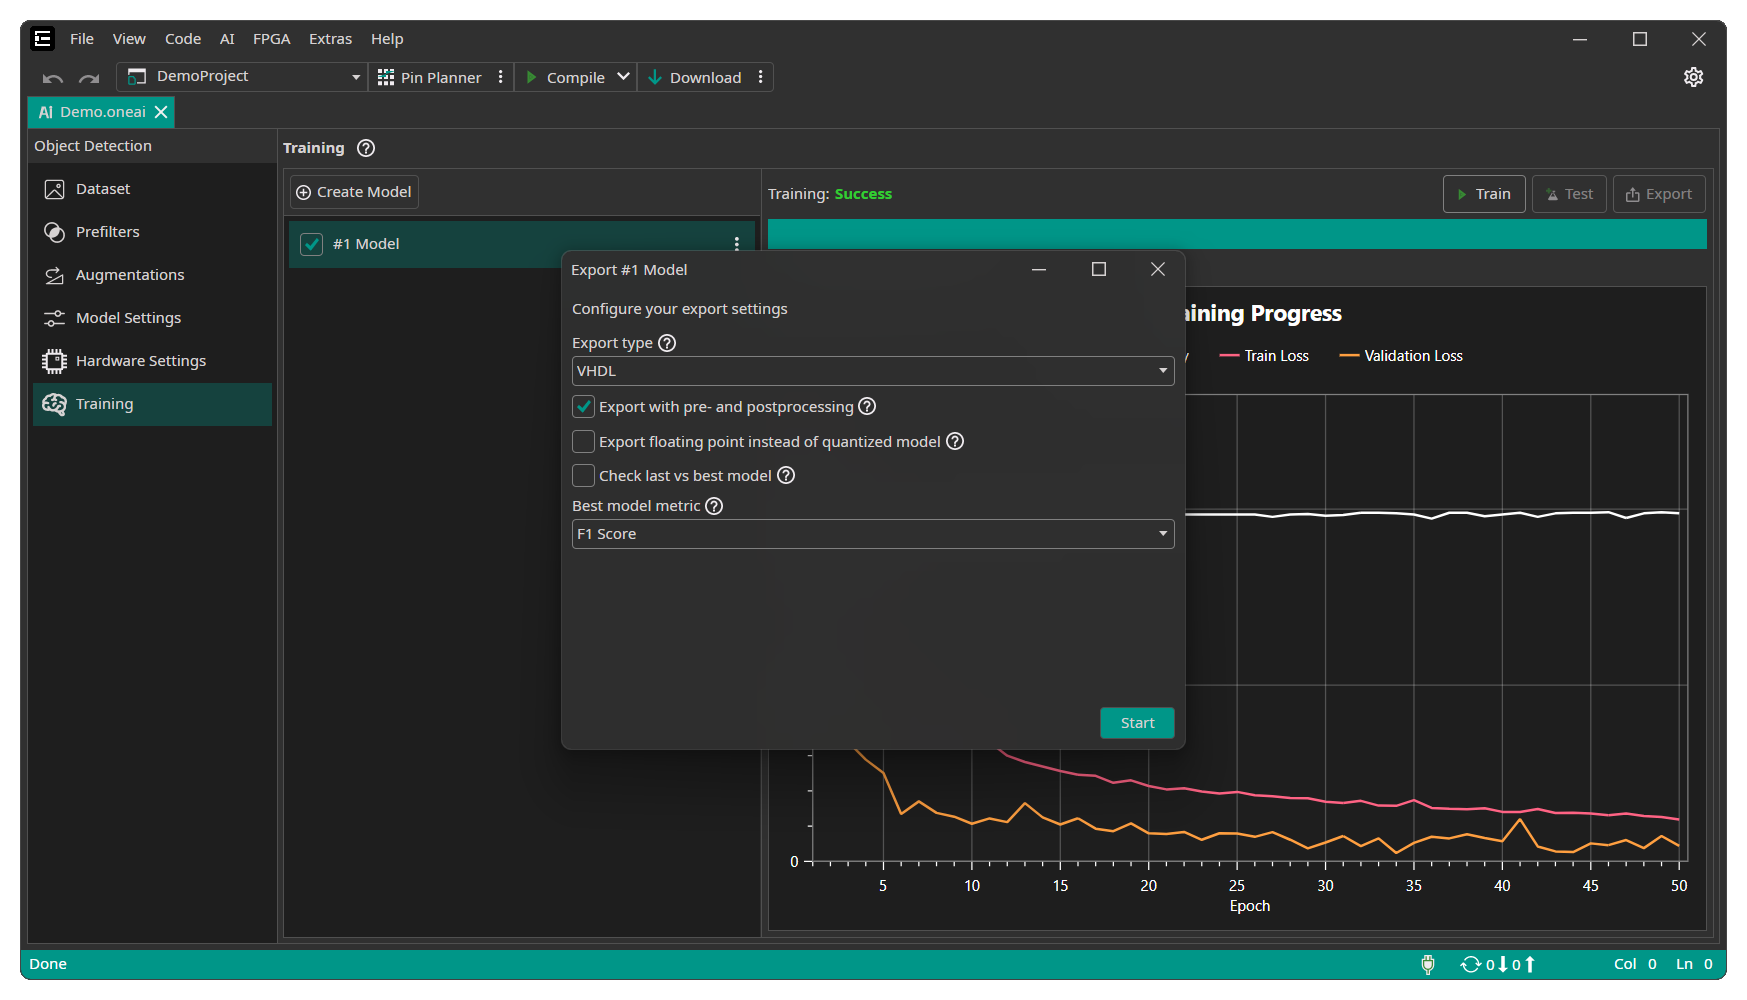 File View Code AI FPGA Extras Help
DemoProject Pin Planner Compile Download
Ai Demo.oneai
Object Detection
Dataset
Prefilters
Augmentations
Model Settings
Hardware Settings
Training
Training
Create Model
#1 Model
Training: Success
Train Test Export
Export #1 Model
Configure your export settings
Export type
VHDL
Export with pre- and postprocessing
Export floating point instead of quantized model
Check last vs best model
Best model metric
F1 Score
Start
aining Progress
y Train Loss Validation Loss
0
5 10 15 20 25 30 35 40 45 50
Epoch
Done 0 0 Col 0 Ln 0